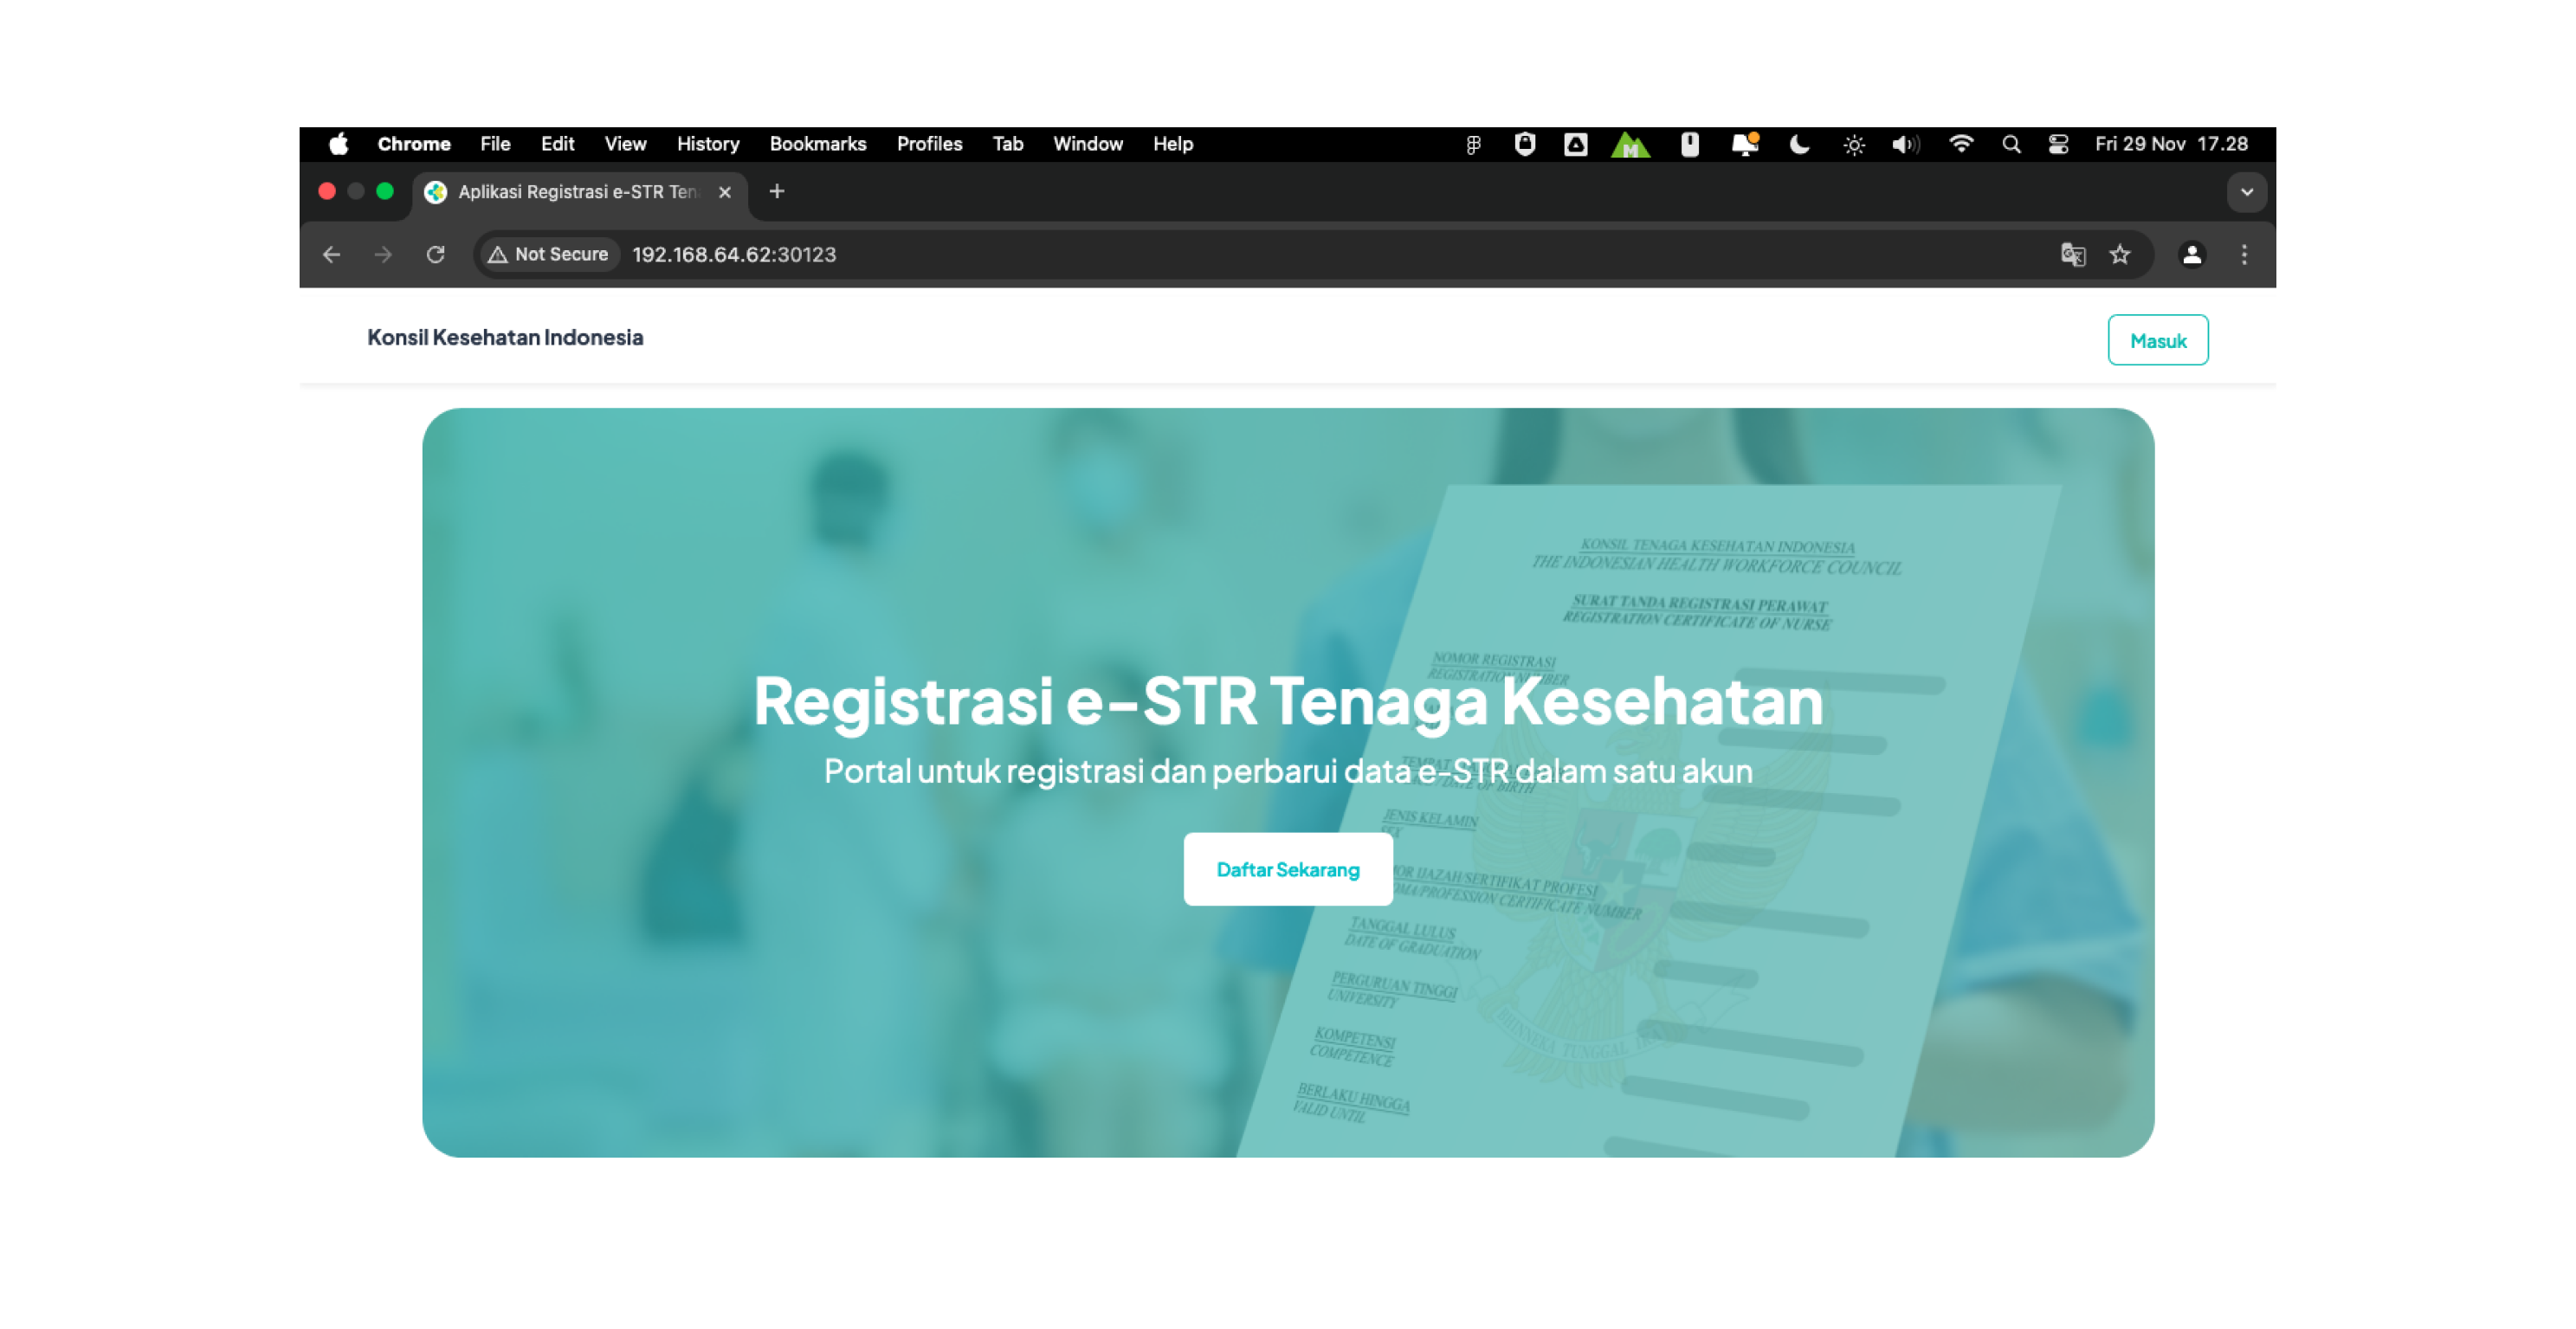 Chrome File Edit View History Bookmarks Profiles Tab Window Help Fri 29 Nov 17.28
Aplikasi Registrasi e-STR Ten
Not Secure 192.168.64.62:30123
Konsil Kesehatan Indonesia
Masuk
KONSIL TENAGA KESEHATAN INDONESIA
THE INDONESIAN HEALTH WORKFORCE COUNCIL
SURAT TANDA REGISTRASI PERAWAT
REGISTRATION CERTIFICATE OF NURSE
NOMOR REGISTRASI
REGISTRATION NUMBER
Registrasi e-STR Tenaga Kesehatan
Portal untuk registrasi dan perbarui data e-STR dalam satu akun
DATE OF BIRTH
JENIS KELAMIN
SEX
Daftar Sekarang
IJAZAH/SERTIFIKAT PROFESI
PROFESSION CERTIFICATE NUMBER
TANGGAL LULUS
DATE OF GRADUATION
PERGURUAN TINGGI
UNIVERSITY
KOMPETENSI
COMPETENCE
BHINNEKA TUNGGAL
BERLAKU HINGGA
VALID UNTIL